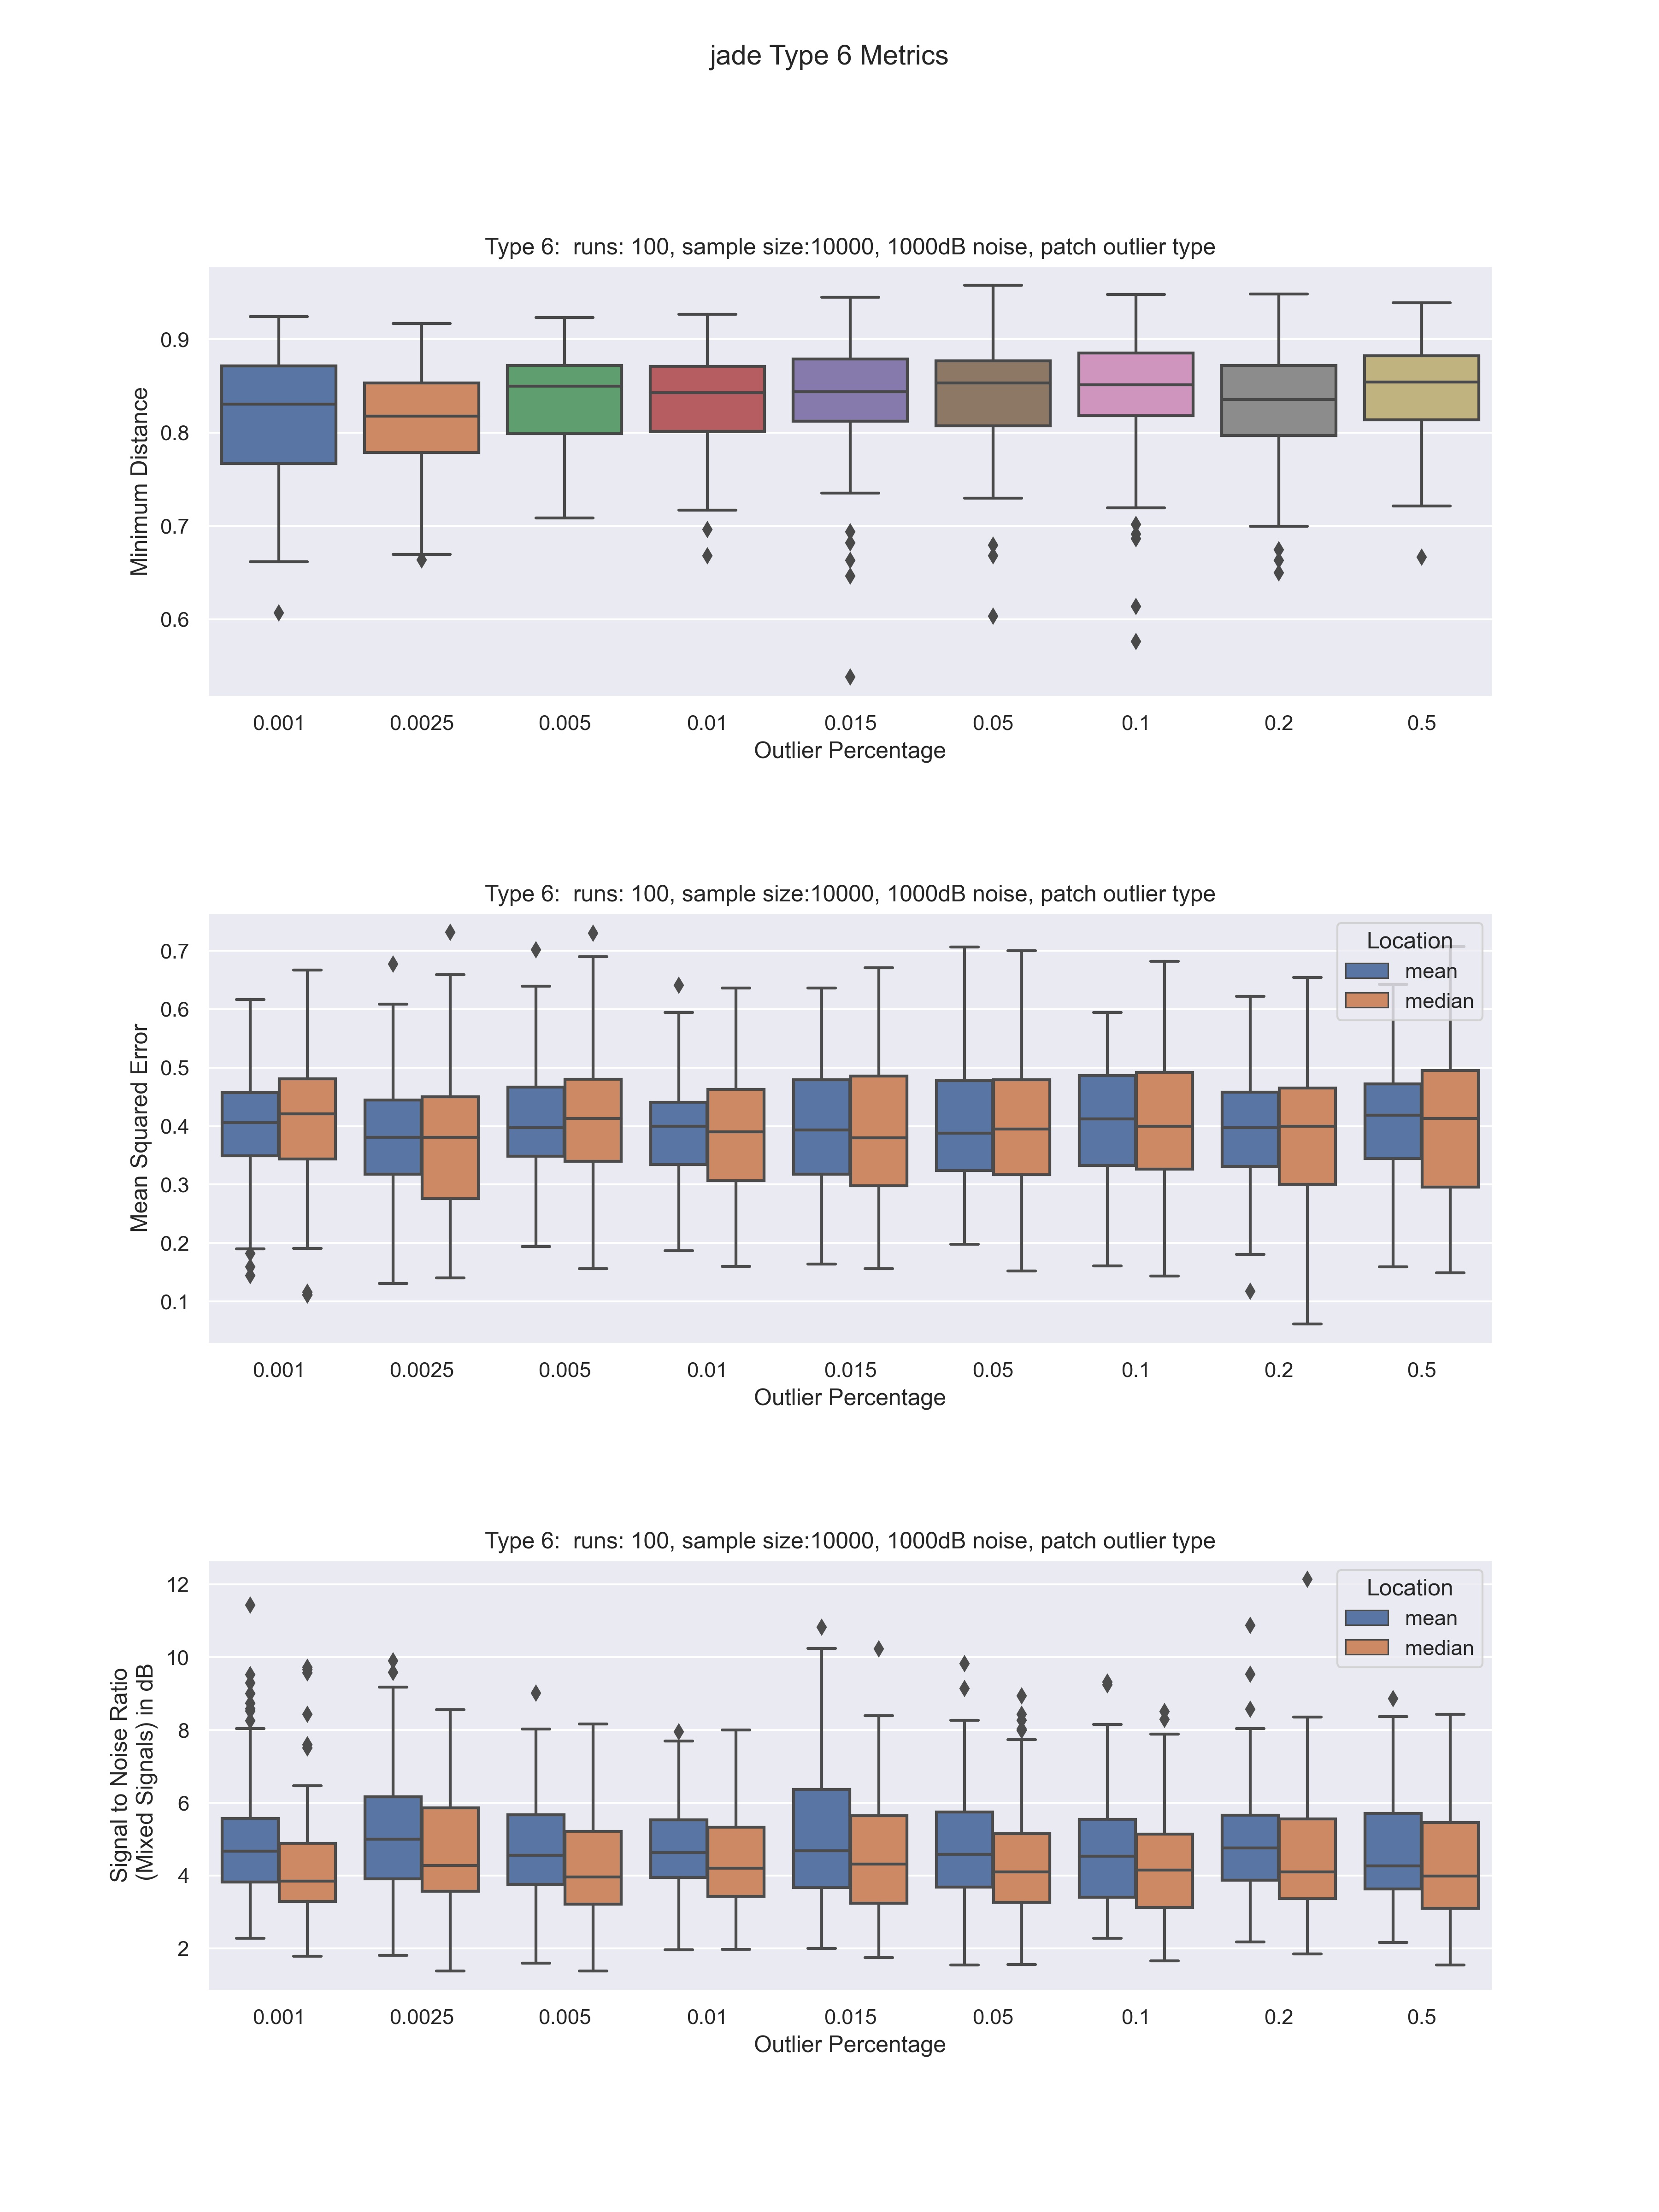 jade Type 6 Metrics
Type 6:  runs: 100, sample size:10000, 1000dB noise, patch outlier type
0.9
0.8
0.7
0.6
Minimum Distance
0.001 0.0025 0.005 0.01 0.015 0.05 0.1 0.2 0.5
Outlier Percentage
Type 6:  runs: 100, sample size:10000, 1000dB noise, patch outlier type
Location
mean
median
0.7
0.6
0.5
0.4
0.3
0.2
0.1
Mean Squared Error
0.001 0.0025 0.005 0.01 0.015 0.05 0.1 0.2 0.5
Outlier Percentage
Type 6:  runs: 100, sample size:10000, 1000dB noise, patch outlier type
Location
mean
median
12
10
8
6
4
2
Signal to Noise Ratio
(Mixed Signals) in dB
0.001 0.0025 0.005 0.01 0.015 0.05 0.1 0.2 0.5
Outlier Percentage